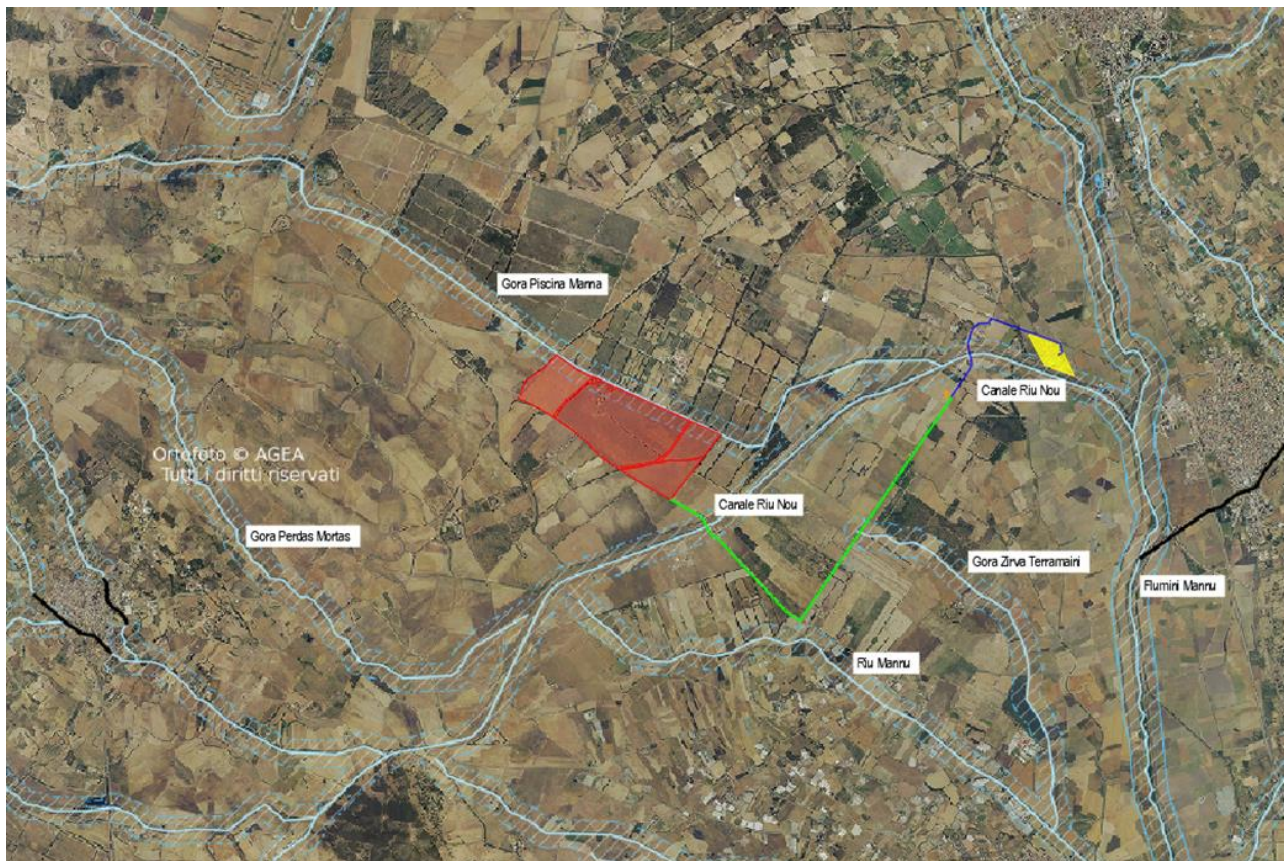 Gora Piscina Manna
Canale Riu Nou
Ortofoto © AGEA
Tutti i diritti riservati
Canale Riu Nou
Gora Perdas Mortas
Gora Zirva Terramaini
Flumini Mannu
Riu Mannu